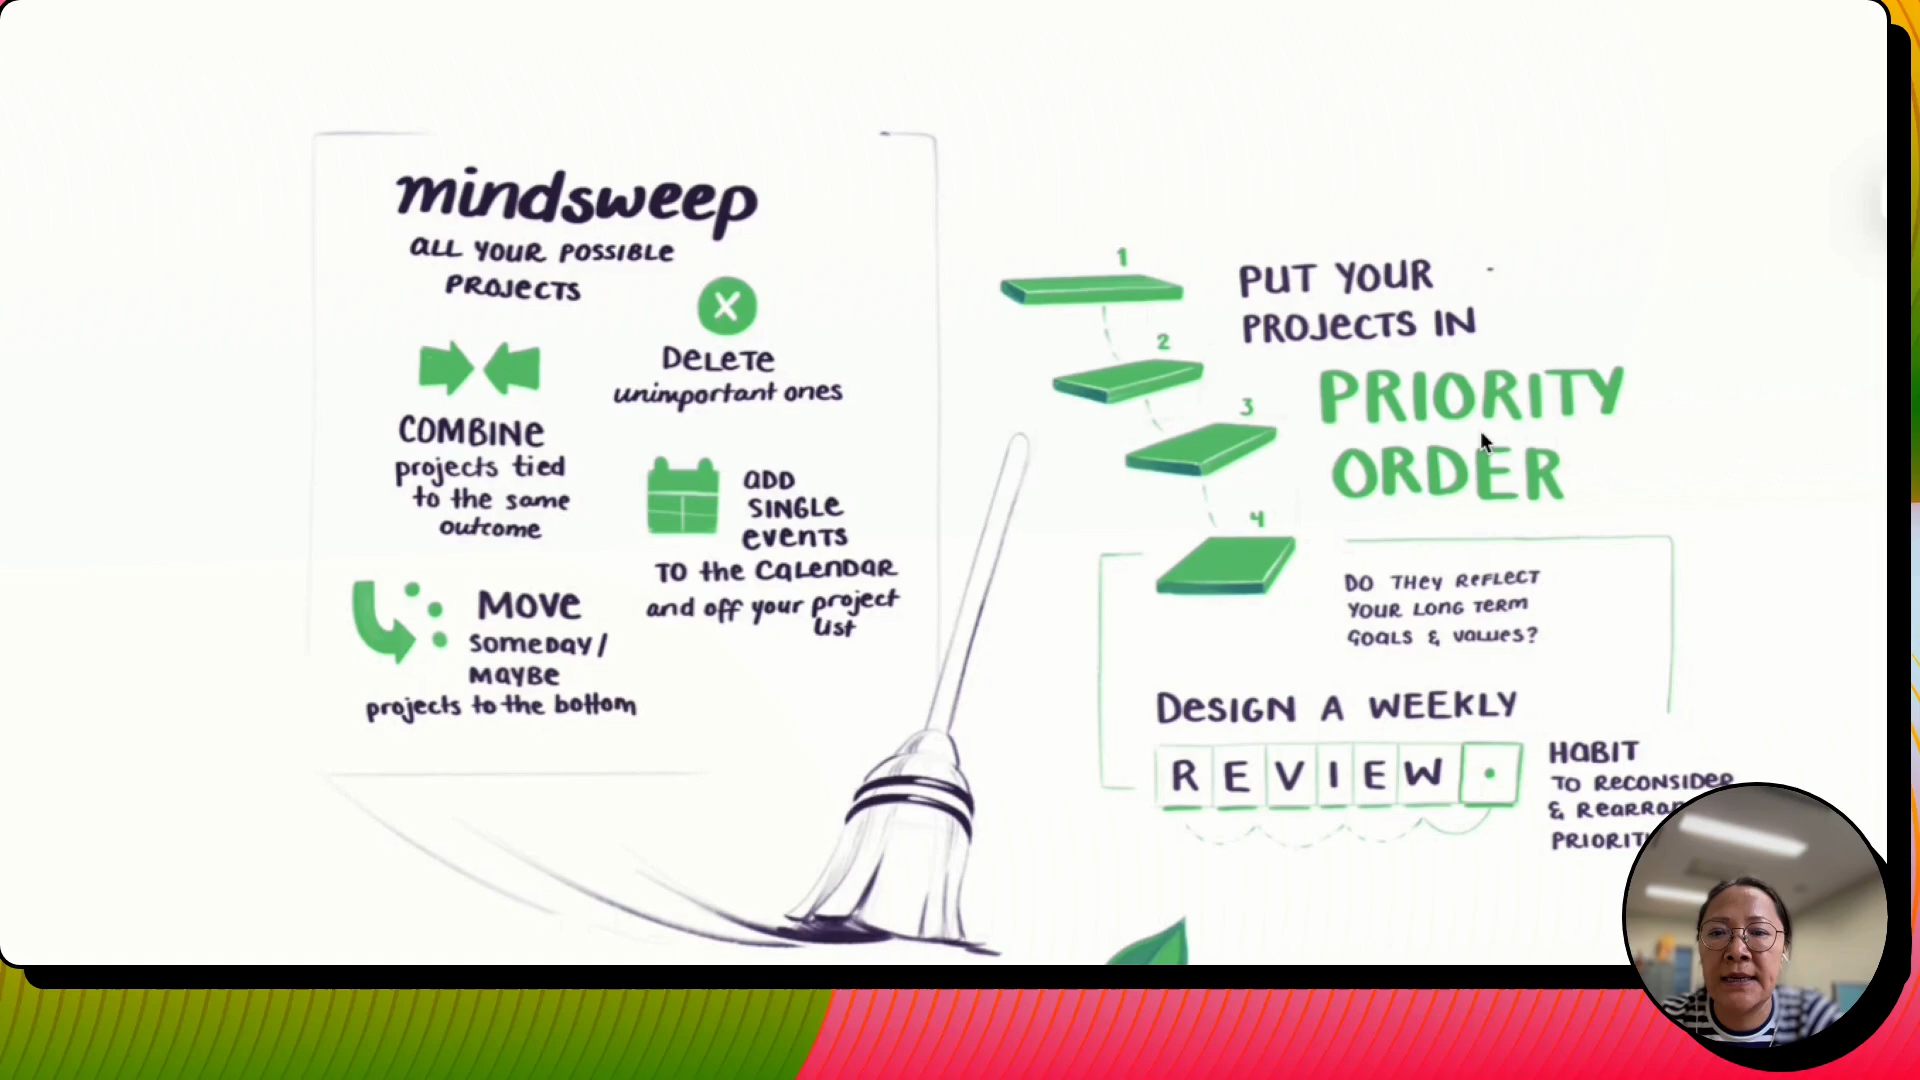 mindsweep
ALL YOUR POSSIBLE
PROJECTS
X
DELETE
unimportant ones
COMBINE
projects tied
to the same
outcome
ADD
SINGLE
EVENTS
TO the CALENDAR
and off your project
list
MOVE
SOMEDAY/
MAYBE
projects to the bottom
1
2
3
4
PUT YOUR
PROJECTS IN
PRIORITY
ORDER
DO THEY REFLECT
YOUR LONG TERM
GOALS & VALUES?
DESIGN A WEEKLY
REVIEW
HABIT
TO RECONSIDER
&